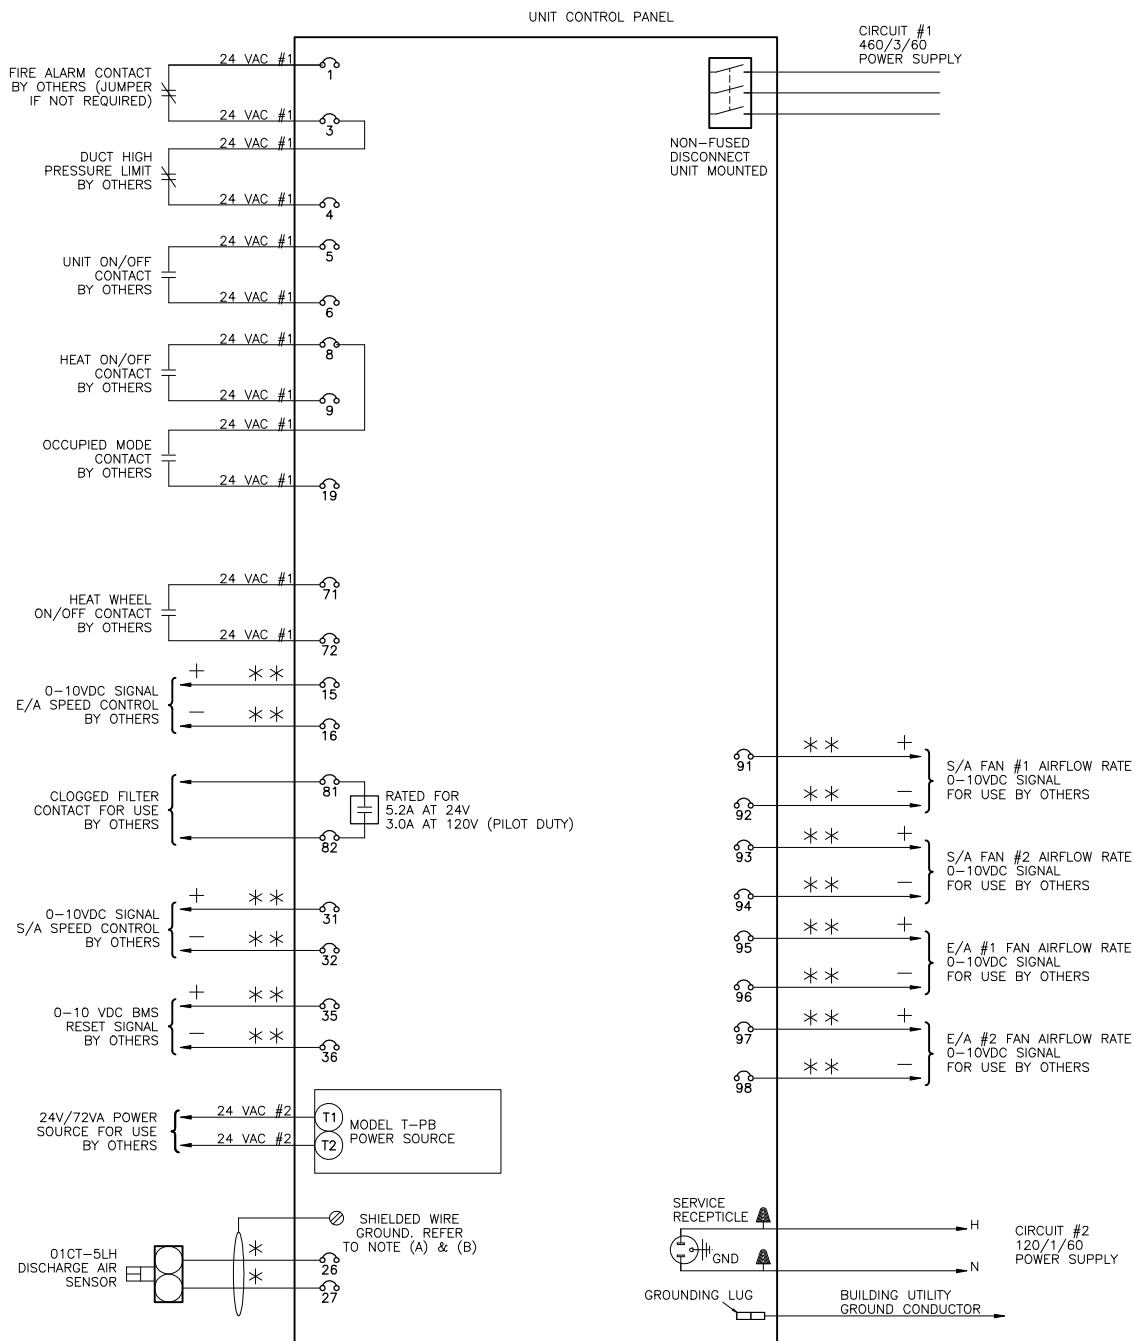 UNIT CONTROL PANEL
24 VAC #1
1
FIRE ALARM CONTACT
BY OTHERS (JUMPER
IF NOT REQUIRED)
24 VAC #1
3
24 VAC #1
DUCT HIGH
PRESSURE LIMIT
BY OTHERS
24 VAC #1
4
24 VAC #1
5
UNIT ON/OFF
CONTACT
BY OTHERS
24 VAC #1
6
24 VAC #1
8
HEAT ON/OFF
CONTACT
BY OTHERS
24 VAC #1
9
24 VAC #1
OCCUPIED MODE
CONTACT
BY OTHERS
24 VAC #1
19
24 VAC #1
71
HEAT WHEEL
ON/OFF CONTACT
BY OTHERS
24 VAC #1
72
+ **
15
0-10VDC SIGNAL
E/A SPEED CONTROL
BY OTHERS
- **
16
81
CLOGGED FILTER
CONTACT FOR USE
BY OTHERS
82
RATED FOR
5.2A AT 24V
3.0A AT 120V (PILOT DUTY)
+ **
31
0-10VDC SIGNAL
S/A SPEED CONTROL
BY OTHERS
- **
32
+ **
35
0-10 VDC BMS
RESET SIGNAL
BY OTHERS
- **
36
24 VAC #2
T1
24V/72VA POWER
SOURCE FOR USE
BY OTHERS
24 VAC #2
T2
MODEL T-PB
POWER SOURCE
SHIELDED WIRE
GROUND. REFER
TO NOTE (A) & (B)
01CT-5LH
DISCHARGE AIR
SENSOR
*
26
*
27
CIRCUIT #1
460/3/60
POWER SUPPLY
NON-FUSED
DISCONNECT
UNIT MOUNTED
** +
91
S/A FAN #1 AIRFLOW RATE
0-10VDC SIGNAL
FOR USE BY OTHERS
** -
92
** +
93
S/A FAN #2 AIRFLOW RATE
0-10VDC SIGNAL
FOR USE BY OTHERS
** -
94
** +
95
E/A #1 FAN AIRFLOW RATE
0-10VDC SIGNAL
FOR USE BY OTHERS
** -
96
** +
97
E/A #2 FAN AIRFLOW RATE
0-10VDC SIGNAL
FOR USE BY OTHERS
** -
98
SERVICE
RECEPTICLE
H
GND
N
CIRCUIT #2
120/1/60
POWER SUPPLY
GROUNDING LUG
BUILDING UTILITY
GROUND CONDUCTOR